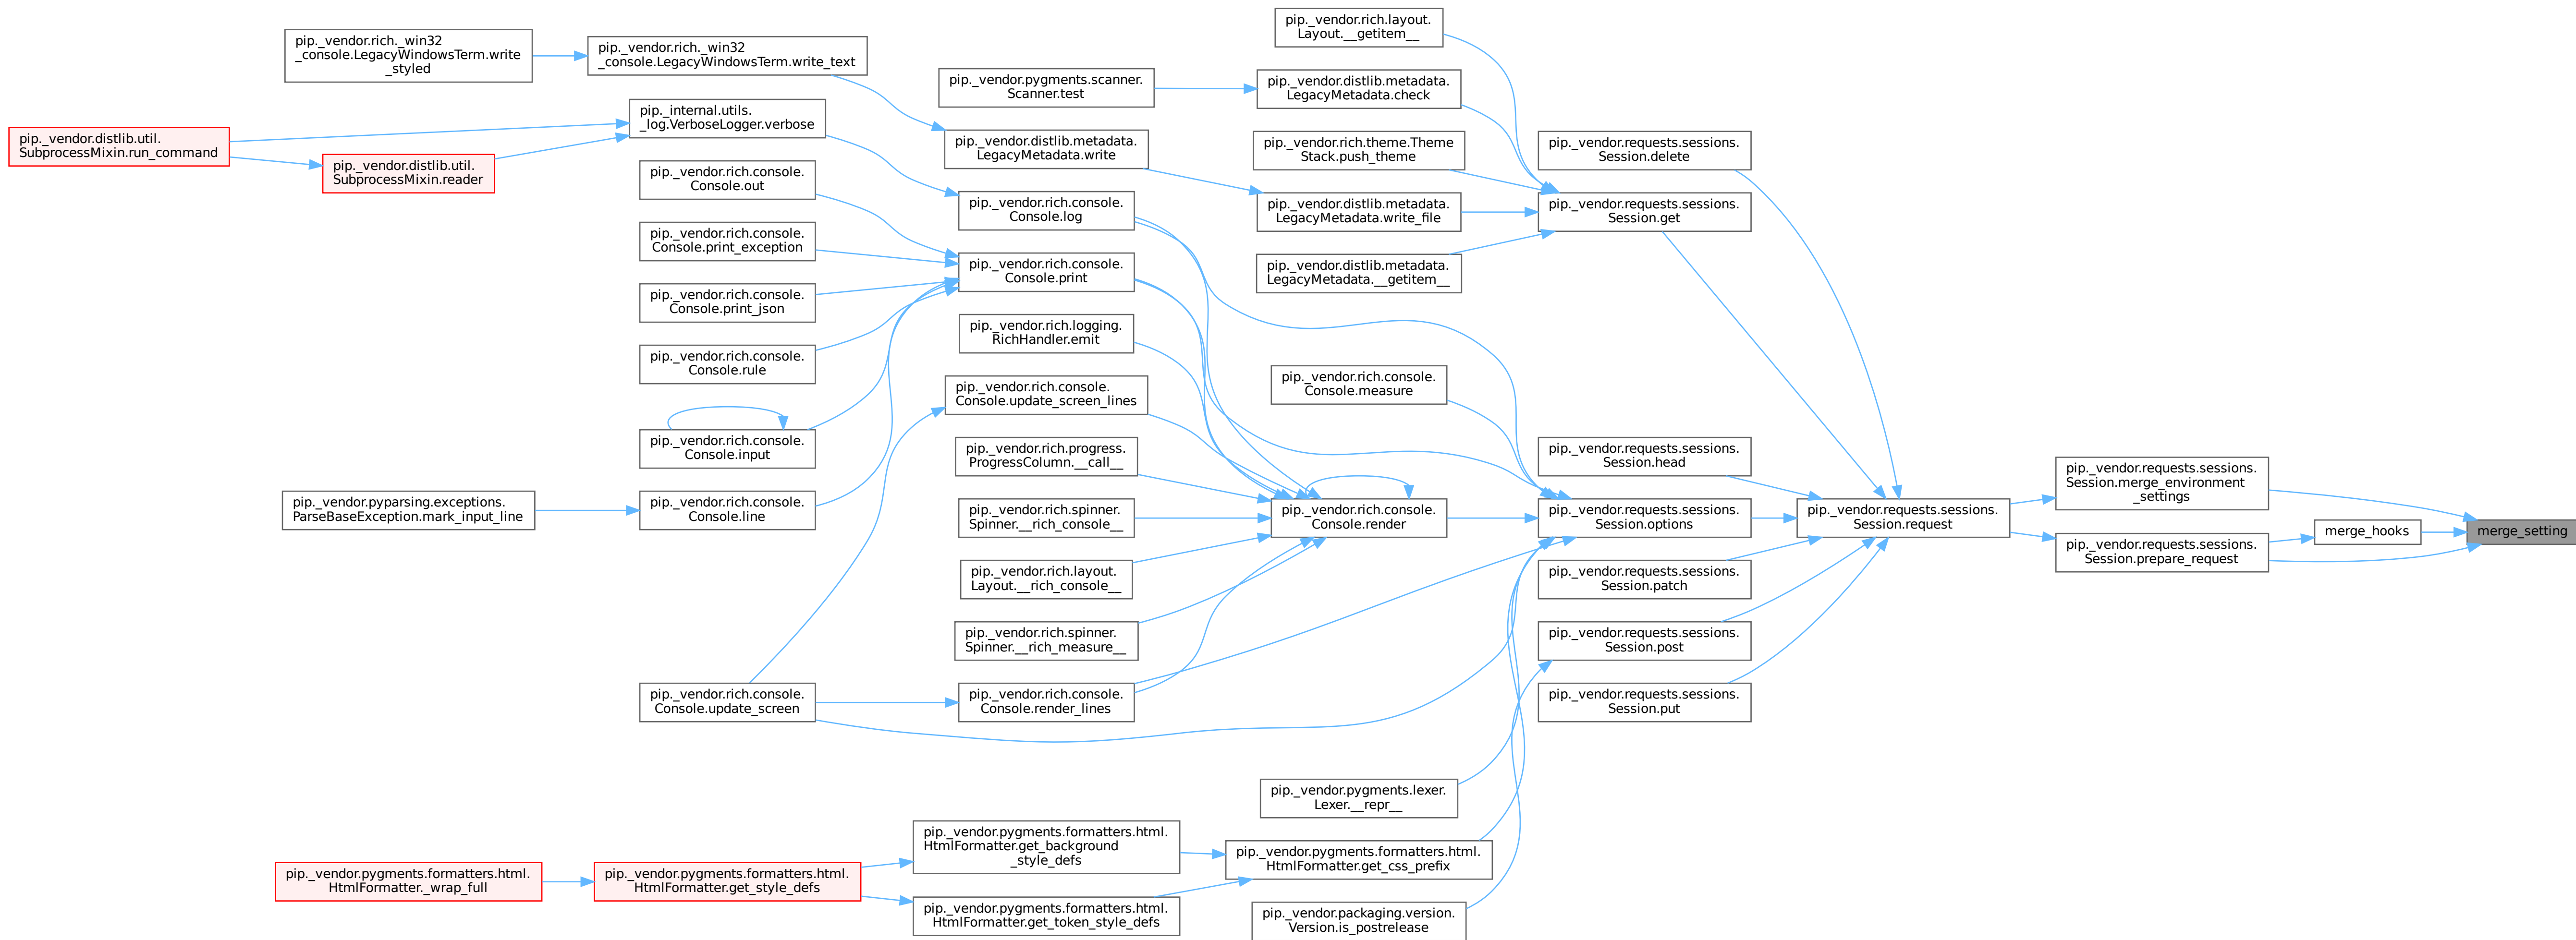 pip._vendor.rich.layout.
Layout.__getitem__
pip._vendor.rich._win32
_console.LegacyWindowsTerm.write
_styled
pip._vendor.rich._win32
_console.LegacyWindowsTerm.write_text
pip._vendor.pygments.scanner.
Scanner.test
pip._vendor.distlib.metadata.
LegacyMetadata.check
pip._internal.utils.
_log.VerboseLogger.verbose
pip._vendor.distlib.util.
SubprocessMixin.run_command
pip._vendor.distlib.util.
SubprocessMixin.reader
pip._vendor.distlib.metadata.
LegacyMetadata.write
pip._vendor.rich.theme.Theme
Stack.push_theme
pip._vendor.requests.sessions.
Session.delete
pip._vendor.rich.console.
Console.out
pip._vendor.rich.console.
Console.log
pip._vendor.distlib.metadata.
LegacyMetadata.write_file
pip._vendor.requests.sessions.
Session.get
pip._vendor.rich.console.
Console.print_exception
pip._vendor.rich.console.
Console.print
pip._vendor.distlib.metadata.
LegacyMetadata.__getitem__
pip._vendor.rich.console.
Console.print_json
pip._vendor.rich.logging.
RichHandler.emit
pip._vendor.rich.console.
Console.rule
pip._vendor.rich.console.
Console.update_screen_lines
pip._vendor.rich.console.
Console.measure
pip._vendor.rich.console.
Console.input
pip._vendor.rich.progress.
ProgressColumn.__call__
pip._vendor.requests.sessions.
Session.head
pip._vendor.requests.sessions.
Session.merge_environment
_settings
pip._vendor.pyparsing.exceptions.
ParseBaseException.mark_input_line
pip._vendor.rich.console.
Console.line
pip._vendor.rich.spinner.
Spinner.__rich_console__
pip._vendor.rich.console.
Console.render
pip._vendor.requests.sessions.
Session.options
pip._vendor.requests.sessions.
Session.request
merge_hooks
merge_setting
pip._vendor.requests.sessions.
Session.prepare_request
pip._vendor.rich.layout.
Layout.__rich_console__
pip._vendor.requests.sessions.
Session.patch
pip._vendor.rich.spinner.
Spinner.__rich_measure__
pip._vendor.requests.sessions.
Session.post
pip._vendor.rich.console.
Console.update_screen
pip._vendor.rich.console.
Console.render_lines
pip._vendor.requests.sessions.
Session.put
pip._vendor.pygments.lexer.
Lexer.__repr__
pip._vendor.pygments.formatters.html.
HtmlFormatter.get_background
_style_defs
pip._vendor.pygments.formatters.html.
HtmlFormatter.get_css_prefix
pip._vendor.pygments.formatters.html.
HtmlFormatter._wrap_full
pip._vendor.pygments.formatters.html.
HtmlFormatter.get_style_defs
pip._vendor.pygments.formatters.html.
HtmlFormatter.get_token_style_defs
pip._vendor.packaging.version.
Version.is_postrelease